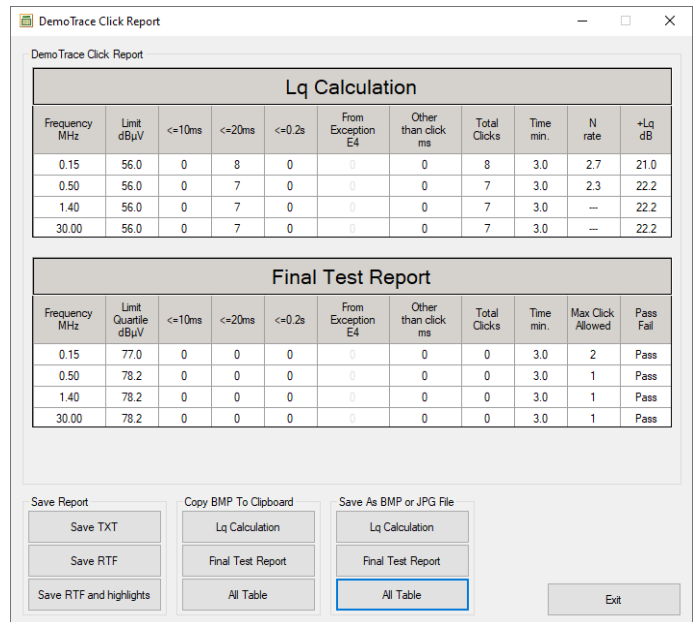 DemoTrace Click Report
DemoTrace Click Report
Lq Calculation
Frequency MHz Limit dBµV <=10ms <=20ms <=0.2s From Exception E4 Other than click ms Total Clicks Time min. N rate +Lq dB
0.15 56.0 0 8 0 0 0 8 3.0 2.7 21.0
0.50 56.0 0 7 0 0 0 7 3.0 2.3 22.2
1.40 56.0 0 7 0 0 0 7 3.0 --- 22.2
30.00 56.0 0 7 0 0 0 7 3.0 --- 22.2
Final Test Report
Frequency MHz Limit Quartile dBµV <=10ms <=20ms <=0.2s From Exception E4 Other than click ms Total Clicks Time min. Max Click Allowed Pass Fail
0.15 77.0 0 0 0 0 0 0 3.0 2 Pass
0.50 78.2 0 0 0 0 0 0 3.0 1 Pass
1.40 78.2 0 0 0 0 0 0 3.0 1 Pass
30.00 78.2 0 0 0 0 0 0 3.0 1 Pass
Save Report Copy BMP To Clipboard Save As BMP or JPG File
Save TXT Lq Calculation Lq Calculation
Save RTF Final Test Report Final Test Report
Save RTF and highlights All Table All Table Exit